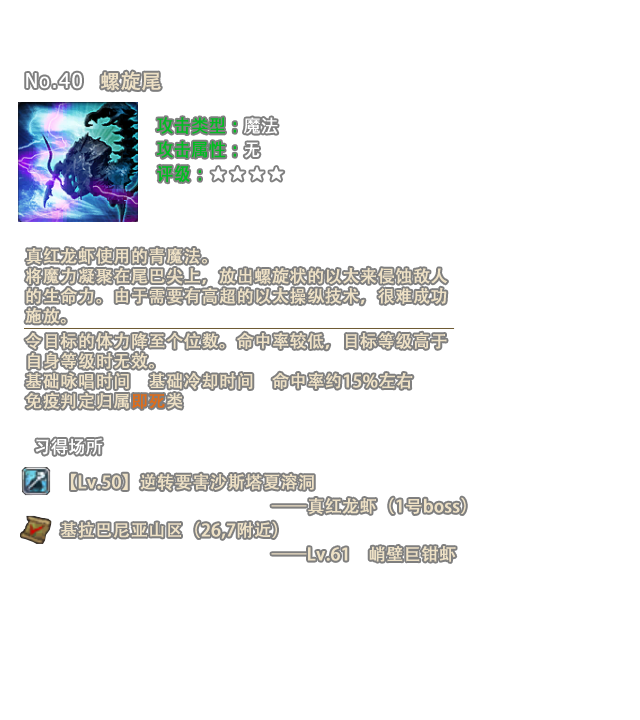 No.40 螺旋尾
攻击类型：魔法
攻击属性：无
评级：☆☆☆☆
真红龙虾使用的青魔法。
将魔力凝聚在尾巴尖上，放出螺旋状的以太来侵蚀敌人
的生命力。由于需要有高超的以太操纵技术，很难成功
施放。
令目标的体力降至个位数。命中率较低，目标等级高于
自身等级时无效。
基础咏唱时间 基础冷却时间 命中率约15%左右
免疫判定归属即死类
习得场所
【Lv.50】逆转要害沙斯塔夏溶洞
——真红龙虾（1号boss）
基拉巴尼亚山区（26,7附近）
——Lv.61 峭壁巨钳虾